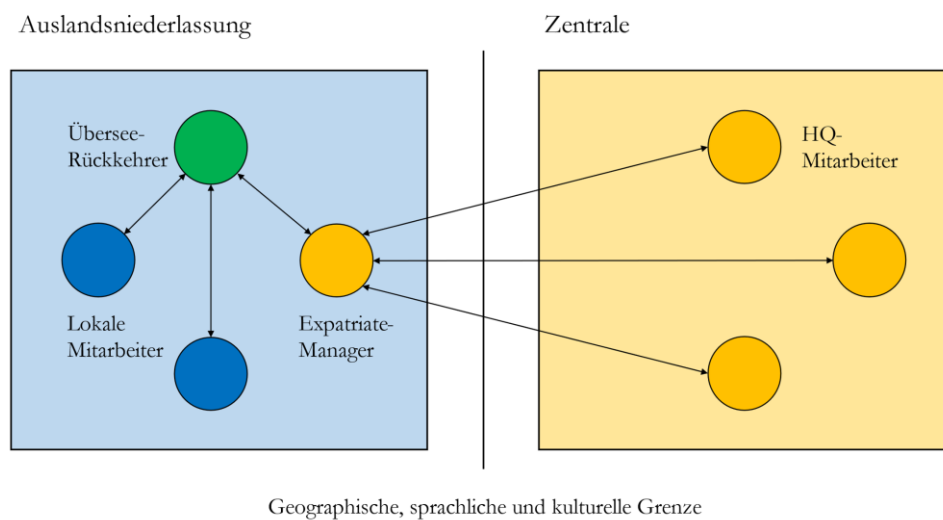 Auslandsniederlassung
Zentrale
Übersee-
Rückkehrer
HQ-
Mitarbeiter
Lokale
Mitarbeiter
Expatriate-
Manager
Geographische, sprachliche und kulturelle Grenze